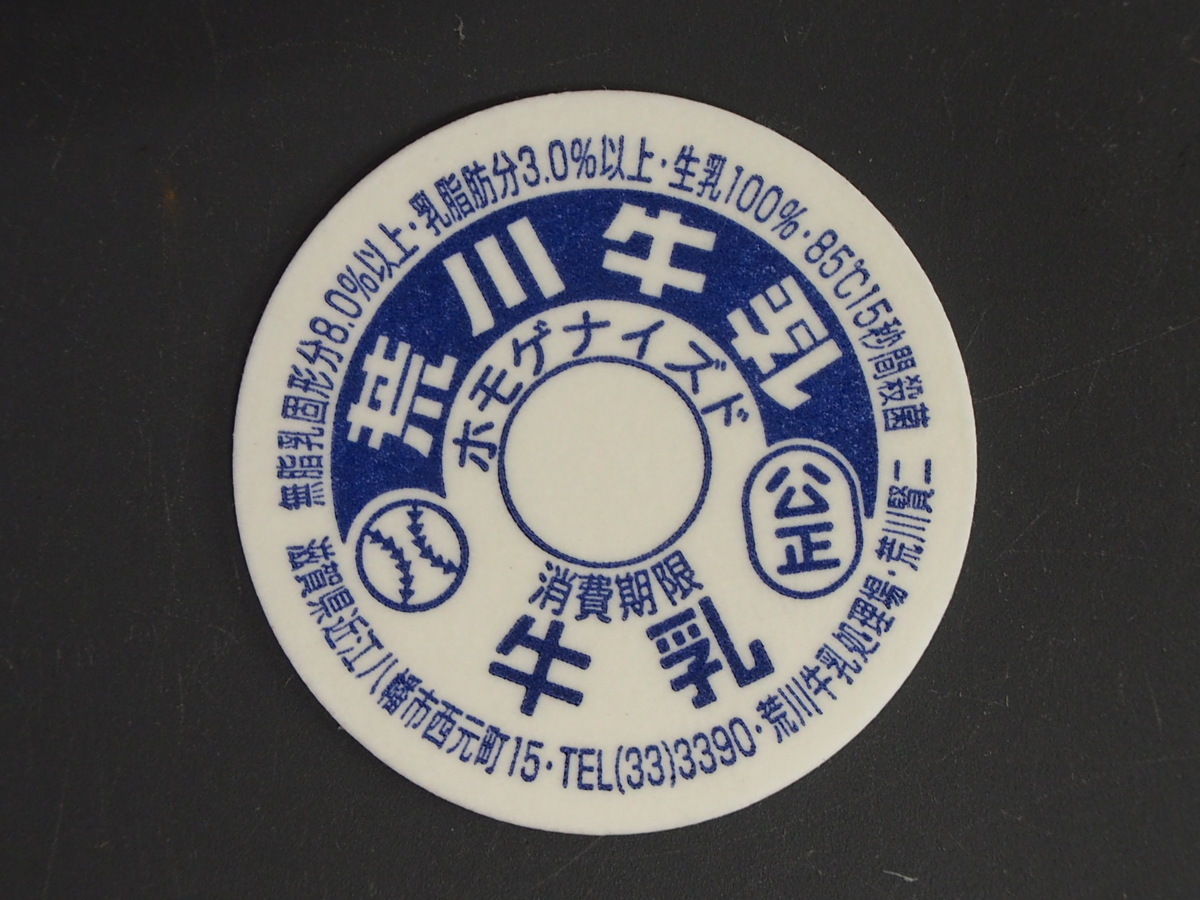 無脂乳固形分8.0%以上・乳脂肪分3.0%以上・生乳100%・85℃15秒間殺菌
荒川牛乳
ホモゲナイズド
公正
消費期限
牛乳
滋賀県近江八幡市西元町15・TEL(33)3390・荒川牛乳処理場・荒川賢二